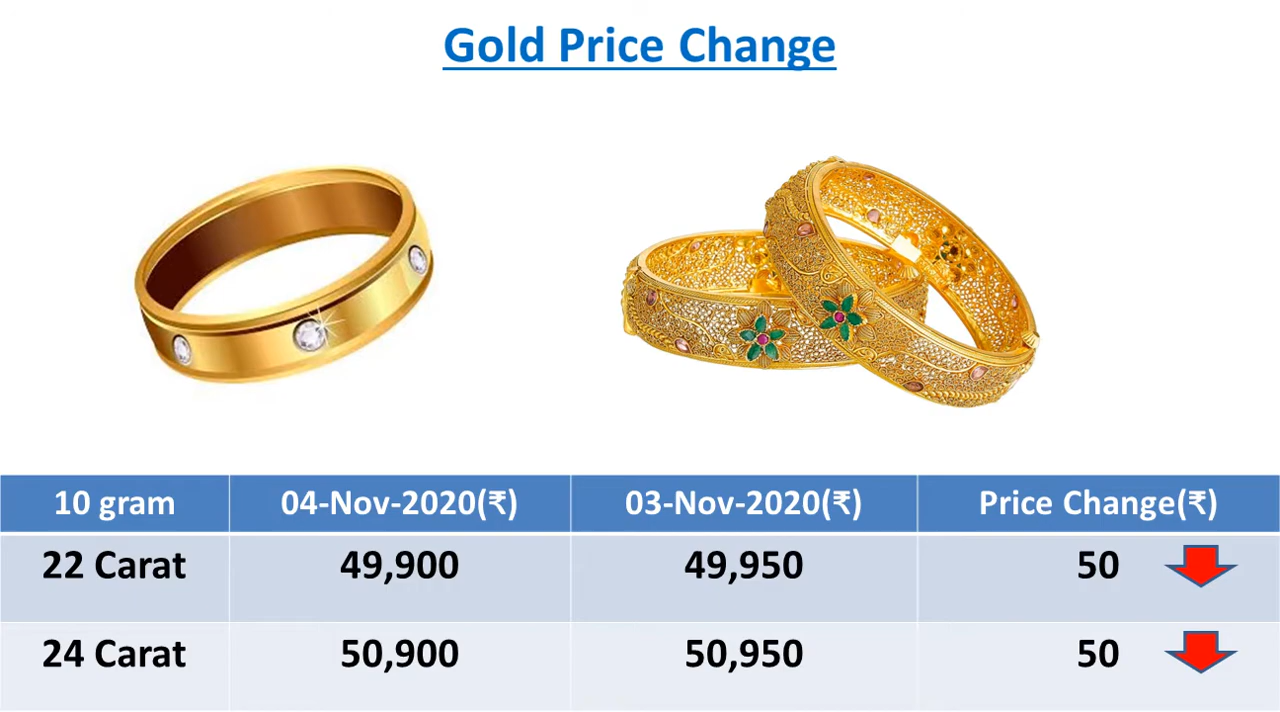 Gold Price Change
10 gram 04-Nov-2020(₹) 03-Nov-2020(₹) Price Change(₹)
22 Carat 49,900 49,950 50
24 Carat 50,900 50,950 50